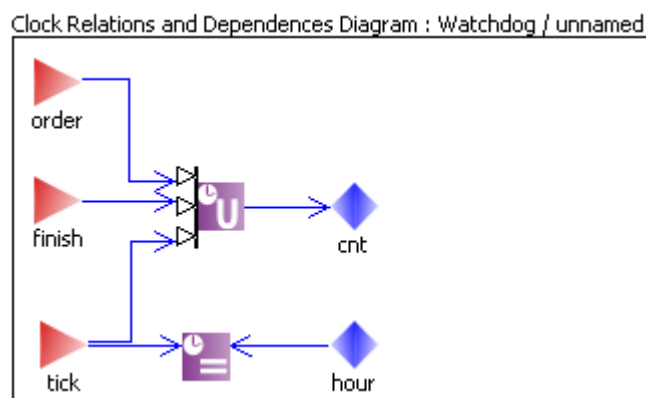 Clock Relations and Dependences Diagram : Watchdog / unnamed
order
U
finish
cnt
=
tick
hour